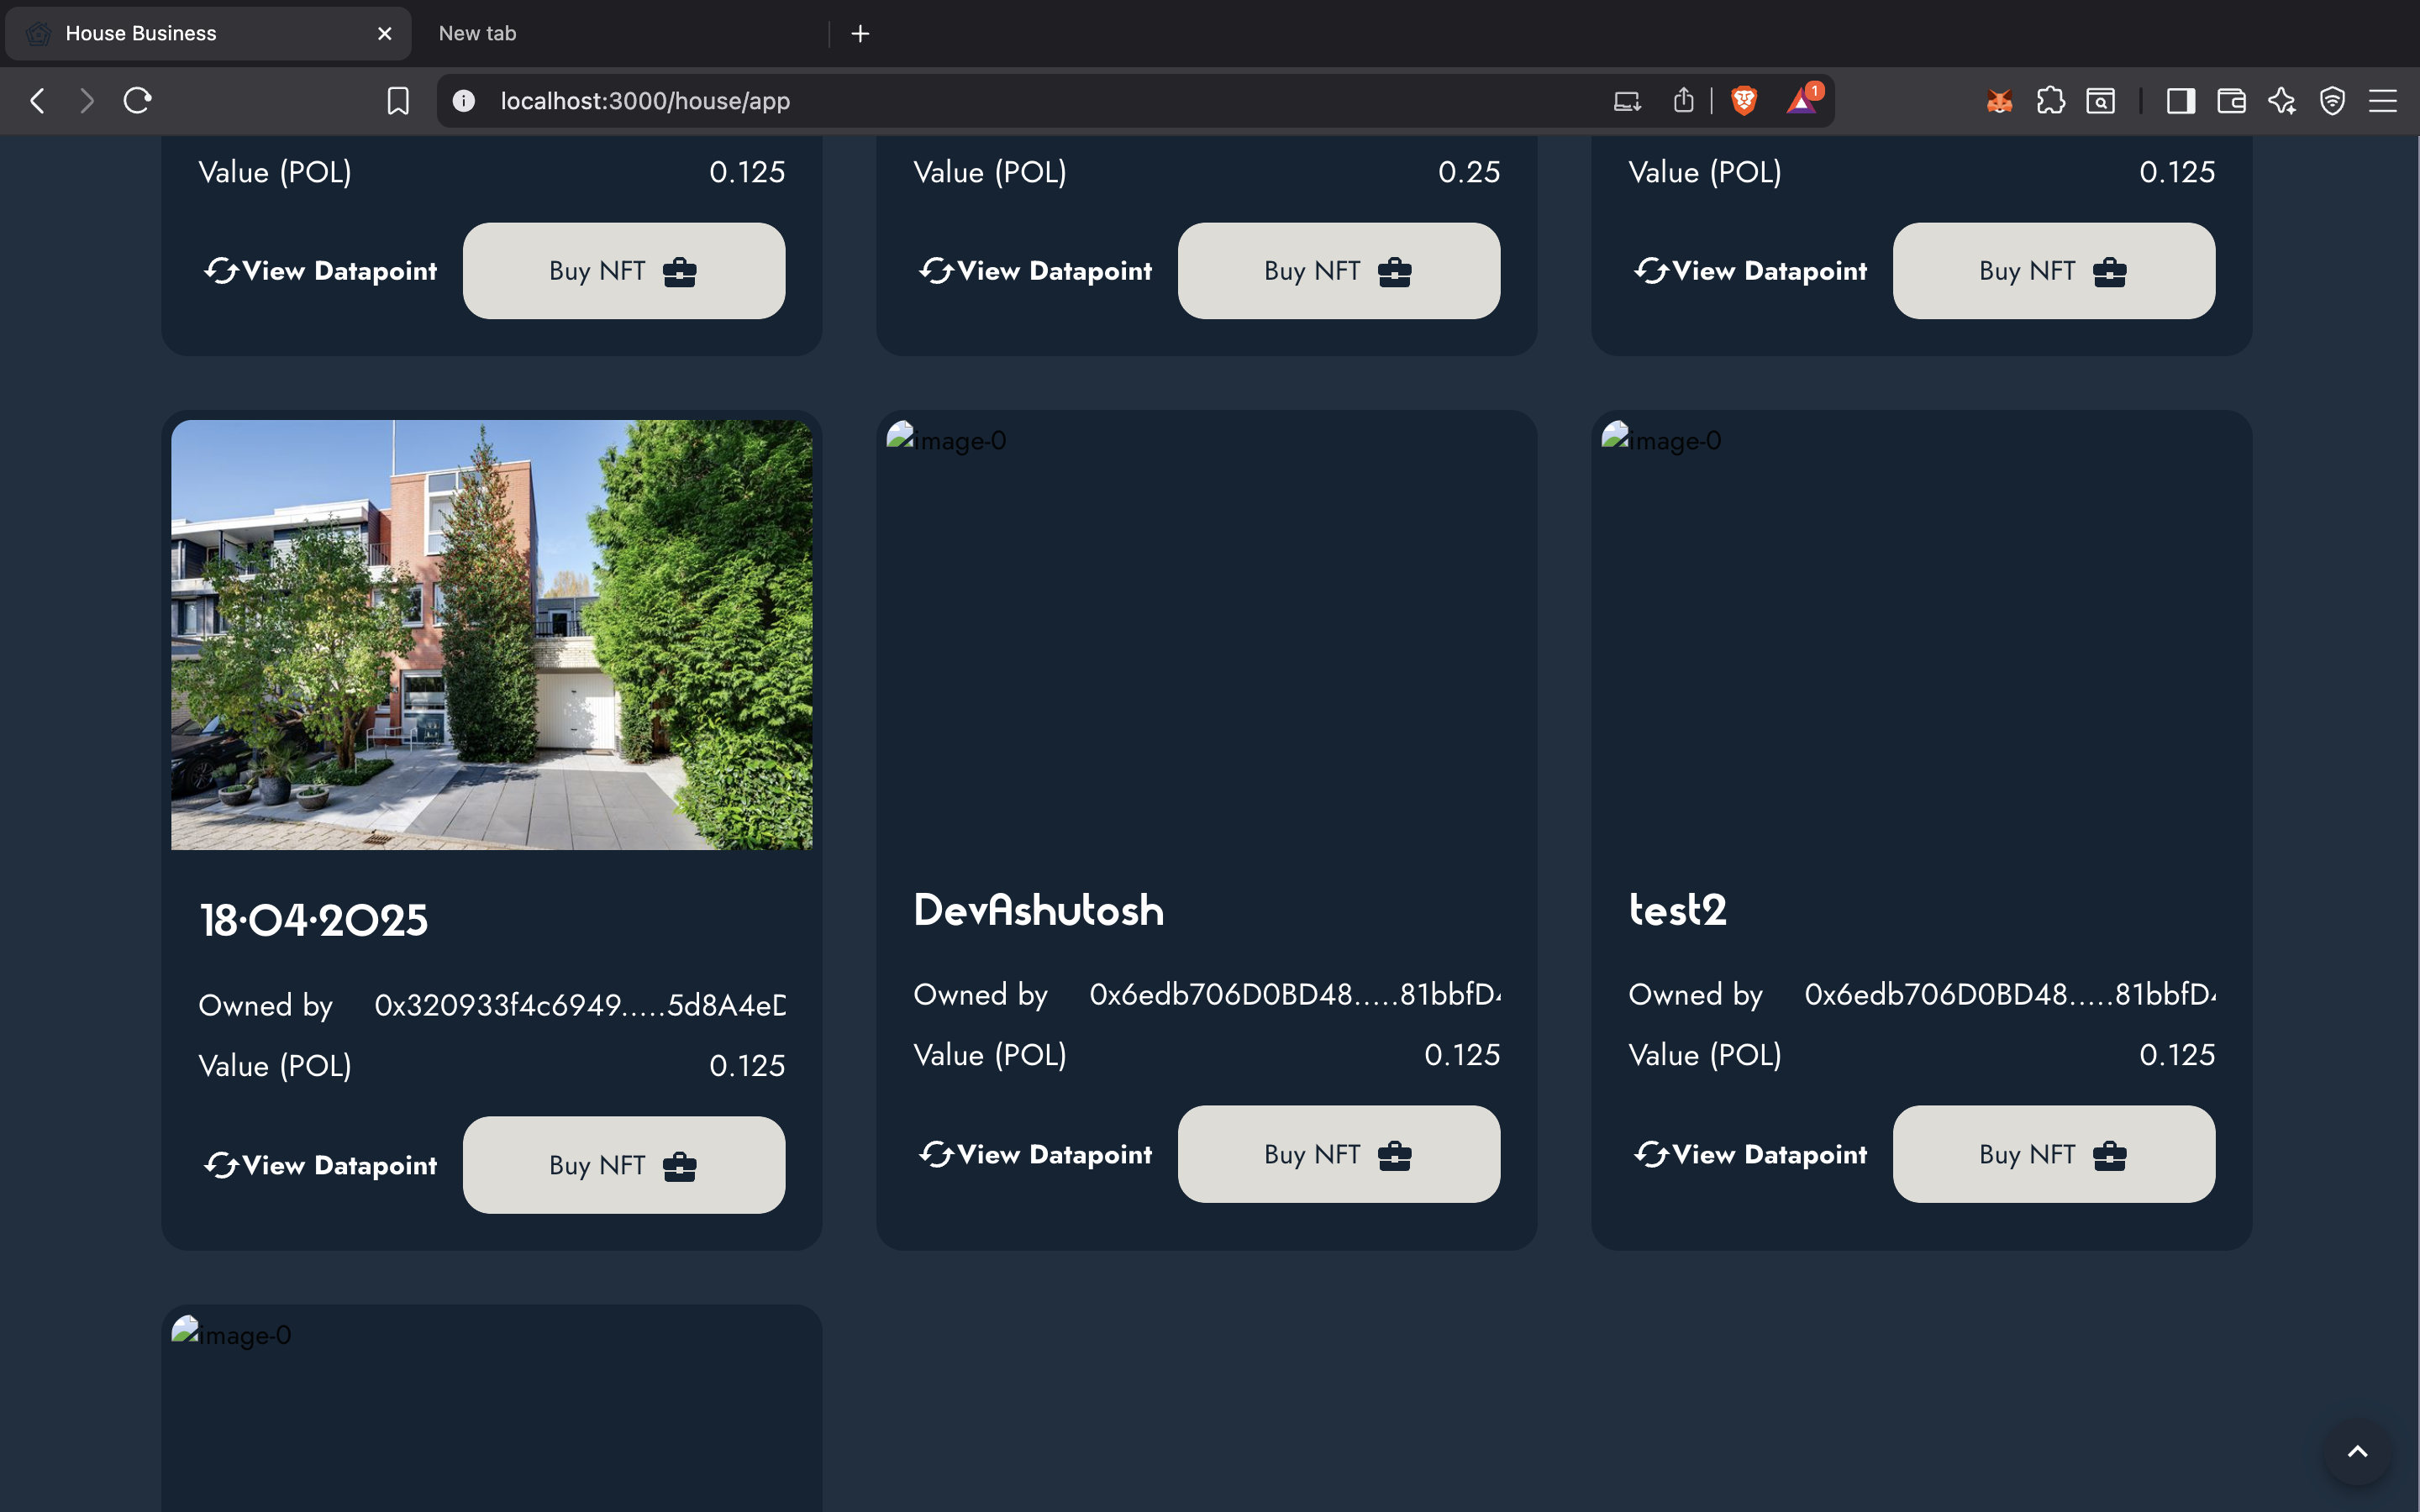 House Business
New tab
localhost:3000/house/app
1
Value (POL) 0.125
Value (POL) 0.25
Value (POL) 0.125
View Datapoint Buy NFT
View Datapoint Buy NFT
View Datapoint Buy NFT
image-0
image-0
18.04.2025
DevAshutosh
test2
Owned by 0x320933f4c6949.....5d8A4eD
Owned by 0x6edb706D0BD48.....81bbfD
Owned by 0x6edb706D0BD48.....81bbfD
Value (POL) 0.125
Value (POL) 0.125
Value (POL) 0.125
View Datapoint Buy NFT
View Datapoint Buy NFT
View Datapoint Buy NFT
image-0